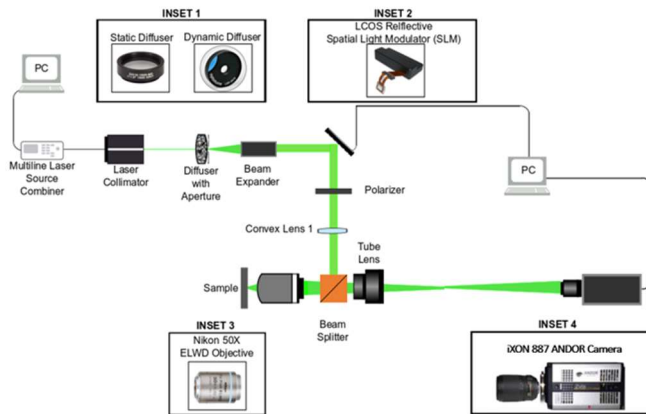 INSET 1
Static Diffuser Dynamic Diffuser
INSET 2
LCOS Relflective
Spatial Light Modulator (SLM)
PC
Multiline Laser
Source
Combiner
Laser
Collimator
Diffuser
with
Aperture
Beam
Expander
Polarizer
PC
Convex Lens 1
Tube
Lens
Sample
Beam
Splitter
INSET 3
Nikon 50X
ELWD Objective
INSET 4
iXON 887 ANDOR Camera